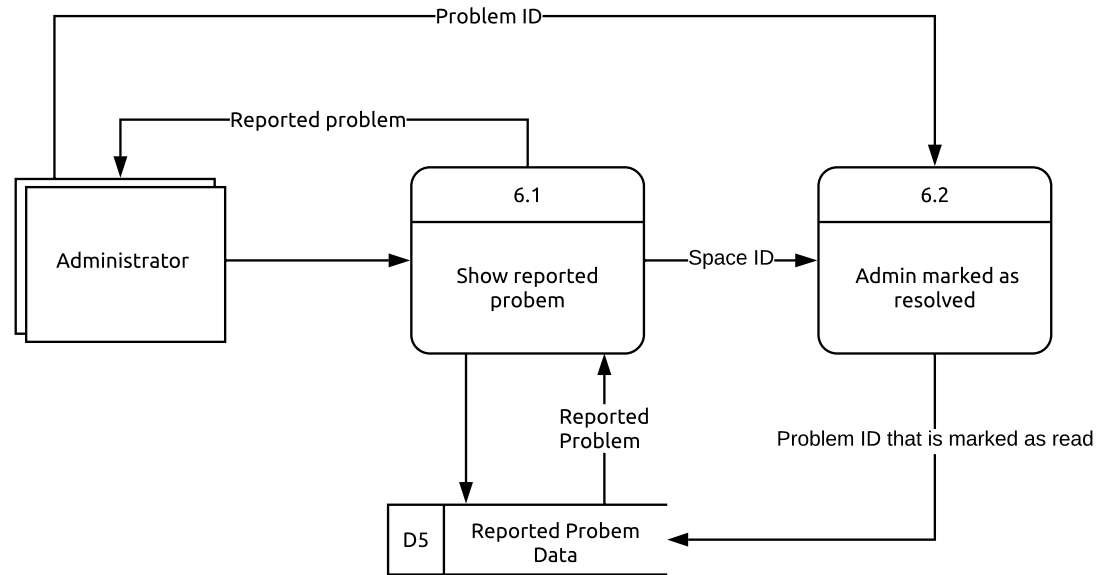 Problem ID
Reported problem
6.1
6.2
Administrator
Space ID
Show reported
probem
Admin marked as
resolved
Reported
Problem
Problem ID that is marked as read
D5
Reported Probem
Data